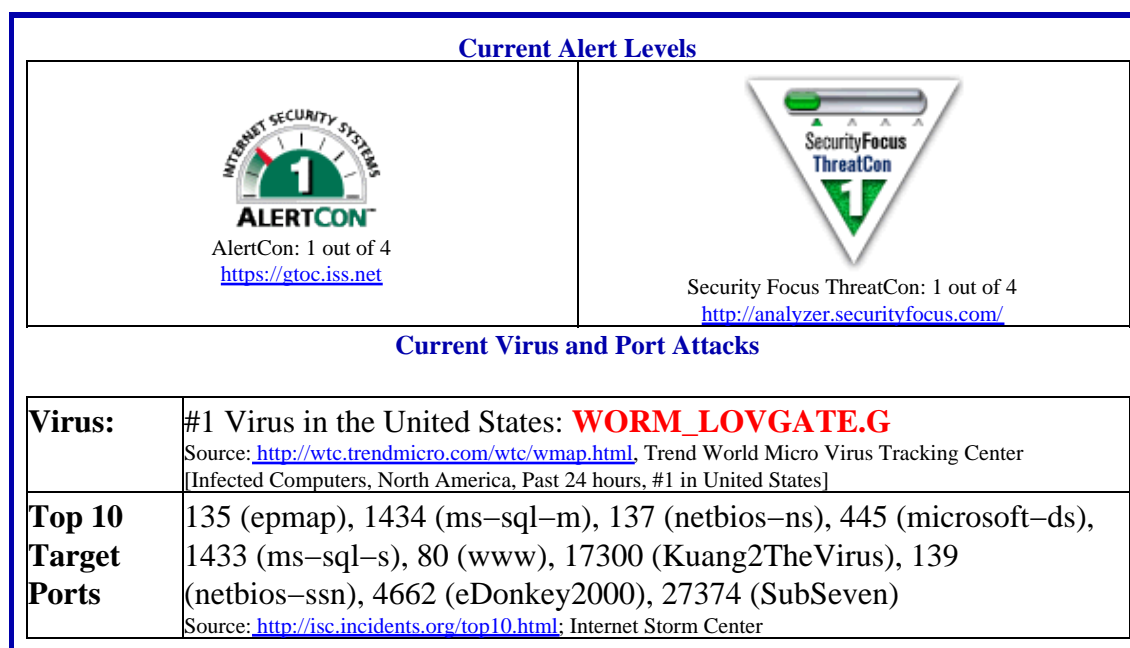 Current Alert Levels
INTERNET SECURITY SYSTEMS
1
ALERTCON™
AlertCon: 1 out of 4
https://gtoc.iss.net
SecurityFocus
ThreatCon
1
Security Focus ThreatCon: 1 out of 4
http://analyzer.securityfocus.com/
Current Virus and Port Attacks
Virus:
#1 Virus in the United States: WORM_LOVGATE.G
Source: http://wtc.trendmicro.com/wtc/wmap.html, Trend World Micro Virus Tracking Center
[Infected Computers, North America, Past 24 hours, #1 in United States]
Top 10
Target
Ports
135 (epmap), 1434 (ms−sql−m), 137 (netbios−ns), 445 (microsoft−ds),
1433 (ms−sql−s), 80 (www), 17300 (Kuang2TheVirus), 139
(netbios−ssn), 4662 (eDonkey2000), 27374 (SubSeven)
Source: http://isc.incidents.org/top10.html; Internet Storm Center